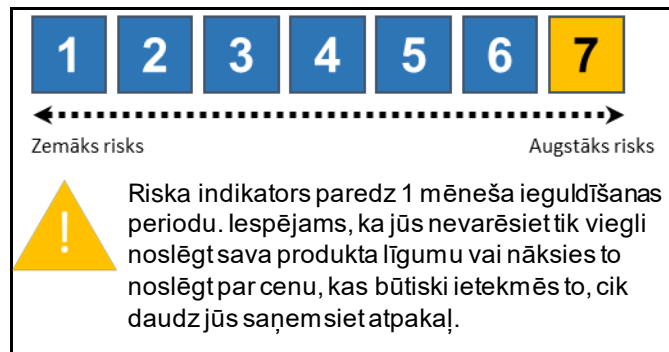 1 2 3 4 5 6 7
Zemāks risks Augstāks risks
!
Riska indikators paredz 1 mēneša ieguldīšanas
periodu. Iespējams, ka jūs nevarēsiet tik viegli
noslēgt sava produkta līgumu vai nāksies to
noslēgt par cenu, kas būtiski ietekmēs to, cik
daudz jūs saņemsiet atpakaļ.